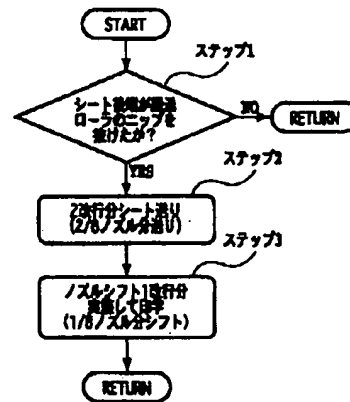 START
ステップ1
シート後端が搬送
ローラのニップを
抜けたか?
NO
RETURN
YES
ステップ2
2改行分シート送り
(2/8ノズル分送り)
ステップ3
ノズルシフト1改行分
実施して印字
(1/8ノズル分シフト)
RETURN